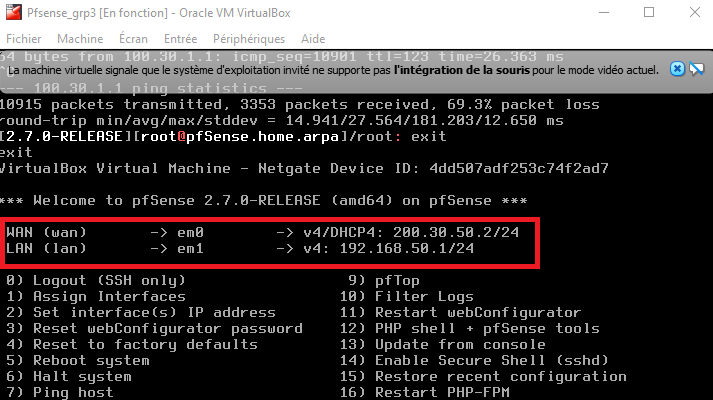 Pfsense_grp3 [En fonction] - Oracle VM VirtualBox
Fichier Machine Écran Entrée Périphériques Aide
64 bytes from 100.30.1.1: icmp_seq=10901 ttl=123 time=26.363 ms
La machine virtuelle signale que le système d'exploitation invité ne supporte pas l'intégration de la souris pour le mode vidéo actuel.
--- 100.30.1.1 ping statistics ---
10915 packets transmitted, 3353 packets received, 69.3% packet loss
round-trip min/avg/max/stddev = 14.941/27.564/181.203/12.650 ms
[2.7.0-RELEASE][root@pfSense.home.arpa]/root: exit
exit
VirtualBox Virtual Machine - Netgate Device ID: 4dd507adf253c74f2ad7
*** Welcome to pfSense 2.7.0-RELEASE (amd64) on pfSense ***
WAN (wan) -> em0 -> v4/DHCP4: 200.30.50.2/24
LAN (lan) -> em1 -> v4: 192.168.50.1/24
0) Logout (SSH only) 9) pfTop
1) Assign Interfaces 10) Filter Logs
2) Set interface(s) IP address 11) Restart webConfigurator
3) Reset webConfigurator password 12) PHP shell + pfSense tools
4) Reset to factory defaults 13) Update from console
5) Reboot system 14) Enable Secure Shell (sshd)
6) Halt system 15) Restore recent configuration
7) Ping host 16) Restart PHP-FPM